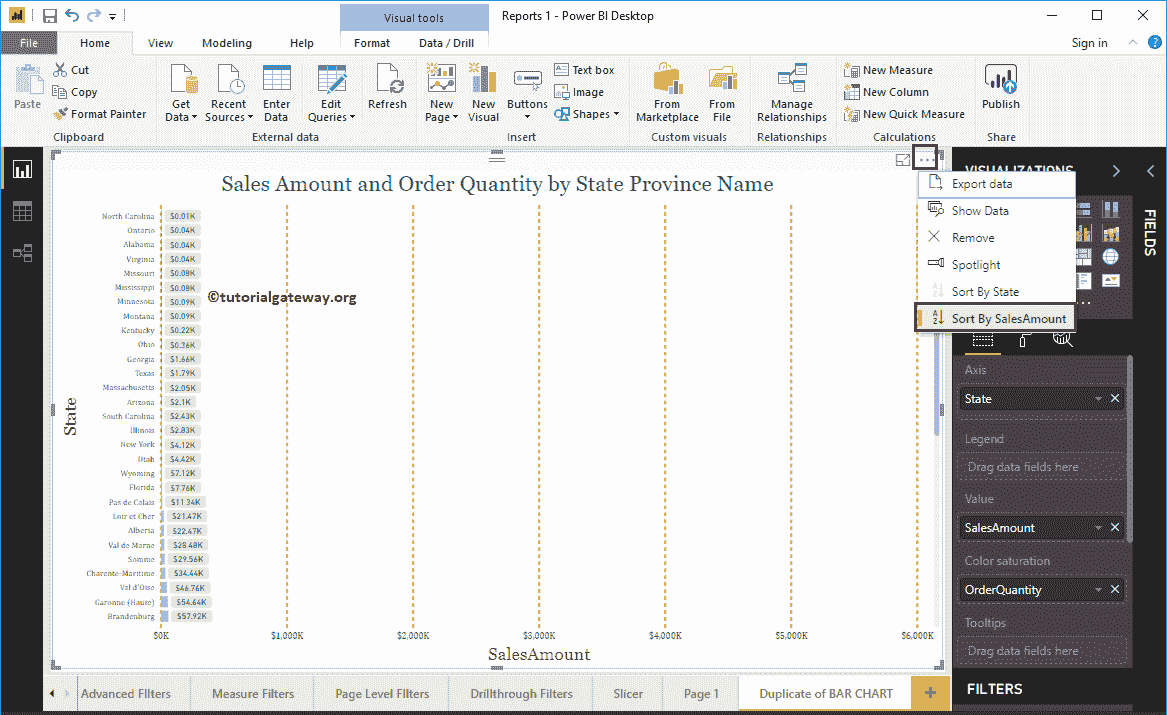 Visual tools
Reports 1 - Power BI Desktop
File
Home
View
Modeling
Help
Format
Data / Drill
Sign in
Paste
Cut
Copy
Format Painter
Clipboard
Get
Data
Recent
Sources
Enter
Data
Edit
Queries
External data
Refresh
New
Page
New
Visual
Buttons
Text box
Image
Shapes
Insert
From
Marketplace
From
File
Custom visuals
Manage
Relationships
Relationships
New Measure
New Column
New Quick Measure
Calculations
Publish
Share
Sales Amount and Order Quantity by State Province Name
State
North Carolina $0.01K
Ontario $0.04K
Alabama $0.04K
Virginia $0.04K
Missouri $0.08K
Mississippi $0.08K
Minnesota $0.09K
Montana $0.09K
Kentucky $0.22K
Ohio $0.36K
Georgia $1.66K
Texas $1.79K
Massachusetts $2.05K
Arizona $2.1K
South Carolina $2.43K
Illinois $2.83K
New York $4.12K
Utah $4.42K
Wyoming $7.12K
Florida $7.76K
Pas de Calais $11.34K
Loir et Cher $21.47K
Alberta $22.47K
Val de Marne $28.48K
Somme $29.56K
Charente-Maritime $34.44K
Val d'Oise $46.76K
Garonne (Haute) $54.64K
Brandenburg $57.92K
©tutorialgateway.org
$0K $1,000K $2,000K $3,000K $4,000K $5,000K $6,000K
SalesAmount
Export data
Show Data
Remove
Spotlight
Sort By State
Sort By SalesAmount
VISUALIZATIONS
FIELDS
Axis
State
Legend
Drag data fields here
Value
SalesAmount
Color saturation
OrderQuantity
Tooltips
Drag data fields here
FILTERS
Advanced FIlters
Measure Filters
Page Level FIlters
Drillthrough Filters
Slicer
Page 1
Duplicate of BAR CHART